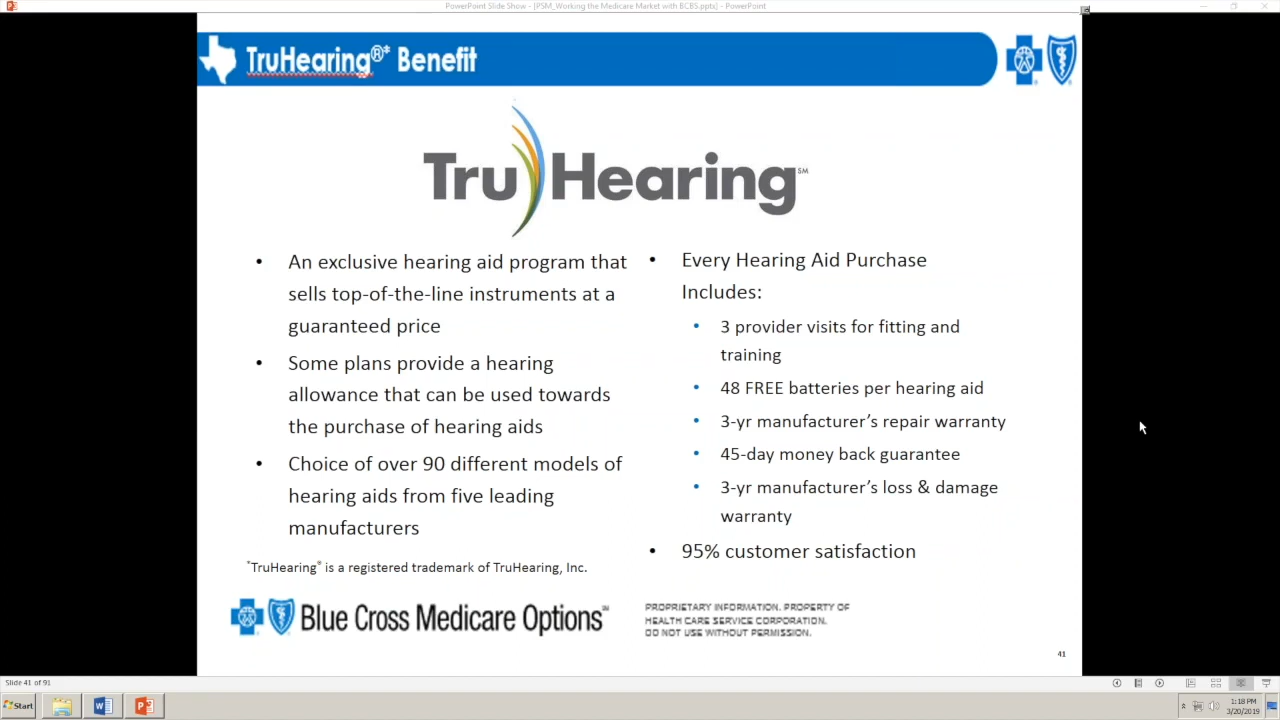 PowerPoint Slide Show - [PSM_Working the Medicare Market with BCBS.pptx] - PowerPoint
TruHearing®* Benefit
TruHearing℠
• An exclusive hearing aid program that
sells top-of-the-line instruments at a
guaranteed price
• Some plans provide a hearing
allowance that can be used towards
the purchase of hearing aids
• Choice of over 90 different models of
hearing aids from five leading
manufacturers
*TruHearing® is a registered trademark of TruHearing, Inc.
• Every Hearing Aid Purchase
Includes:
• 3 provider visits for fitting and
training
• 48 FREE batteries per hearing aid
• 3-yr manufacturer’s repair warranty
• 45-day money back guarantee
• 3-yr manufacturer’s loss & damage
warranty
• 95% customer satisfaction
Blue Cross Medicare Options℠
PROPRIETARY INFORMATION. PROPERTY OF
HEALTH CARE SERVICE CORPORATION.
DO NOT USE WITHOUT PERMISSION.
41
Slide 41 of 91
Start
1:18 PM
3/20/2019